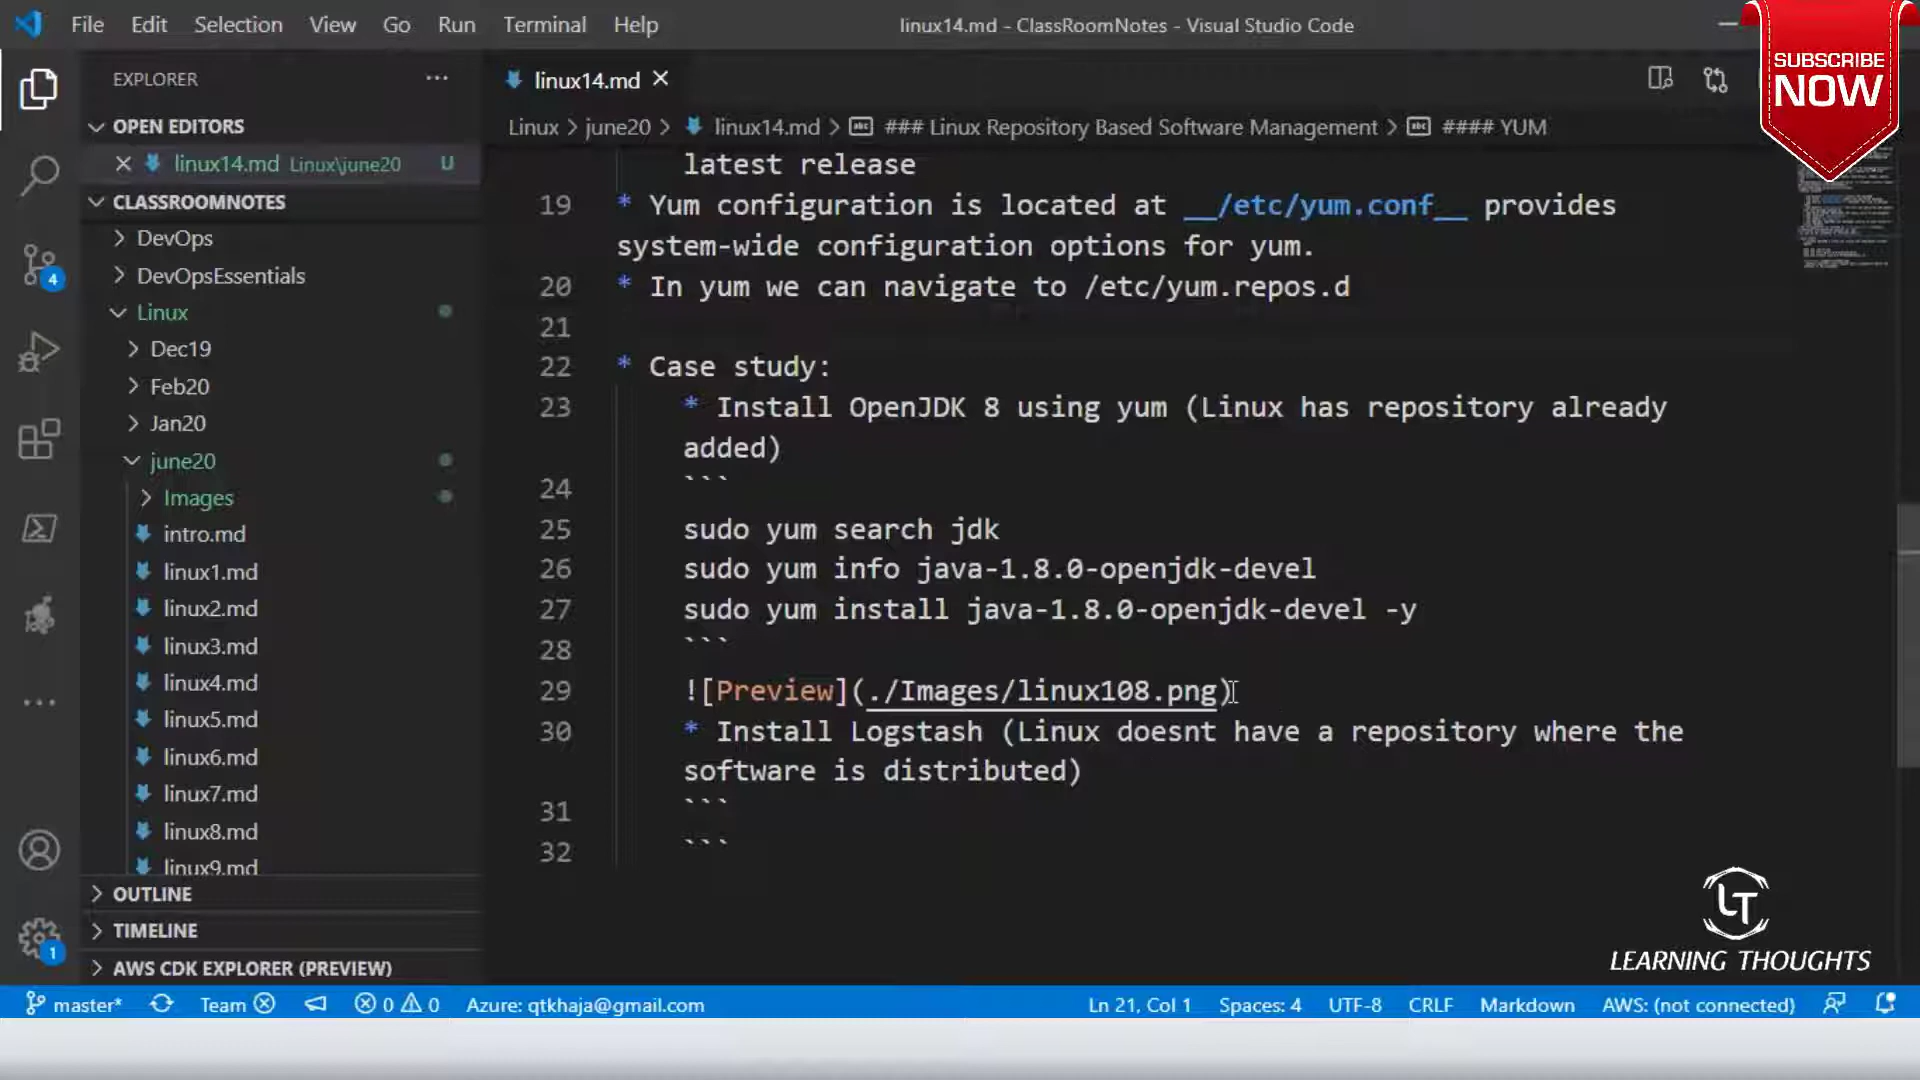 File Edit Selection View Go Run Terminal Help
linux14.md - ClassRoomNotes - Visual Studio Code
SUBSCRIBE
NOW
EXPLORER
OPEN EDITORS
linux14.md Linux\june20 U
CLASSROOMNOTES
DevOps
DevOpsEssentials
Linux
Dec19
Feb20
Jan20
june20
Images
intro.md
linux1.md
linux2.md
linux3.md
linux4.md
linux5.md
linux6.md
linux7.md
linux8.md
linux9.md
OUTLINE
TIMELINE
AWS CDK EXPLORER (PREVIEW)
4
1
linux14.md
Linux > june20 > linux14.md > ### Linux Repository Based Software Management > #### YUM
latest release
19 * Yum configuration is located at __/etc/yum.conf__ provides
system-wide configuration options for yum.
20 * In yum we can navigate to /etc/yum.repos.d
21
22 * Case study:
23 * Install OpenJDK 8 using yum (Linux has repository already
added)
24 ```
25 sudo yum search jdk
26 sudo yum info java-1.8.0-openjdk-devel
27 sudo yum install java-1.8.0-openjdk-devel -y
28 ```
29 ![Preview](./Images/linux108.png)
30 * Install Logstash (Linux doesnt have a repository where the
software is distributed)
31 ```
32 ```
LT
LEARNING THOUGHTS
master* Team 0 0 Azure: qtkhaja@gmail.com Ln 21, Col 1 Spaces: 4 UTF-8 CRLF Markdown AWS: (not connected)